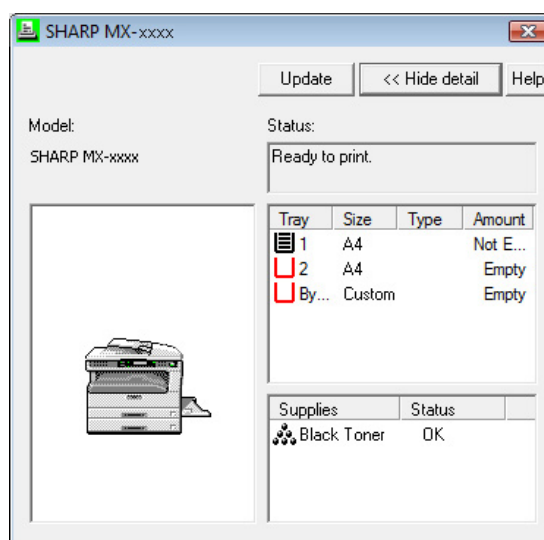 SHARP MX-xxxx
Update << Hide detail Help
Model: Status:
SHARP MX-xxxx Ready to print.
Tray Size Type Amount
1 A4 Not E...
2 A4 Empty
By... Custom Empty
Supplies Status
Black Toner OK